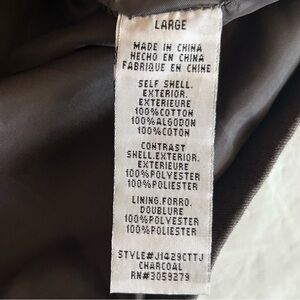 LARGE
MADE IN CHINA
HECHO EN CHINA
FABRIQUE EN CHINE
SELF SHELL.
EXTERIOR.
EXTERIEURE
100%COTTON
100%ALGODON
100%COTON
CONTRAST
SHELL.EXTERIOR.
EXTERIEURE
100%POLYESTER
100%POLIESTER
LINING.FORRO.
DOUBLURE
100%POLYESTER
100%POLIESTER
STYLE#J1429CTTJ
CHARCOAL
RN#3059279